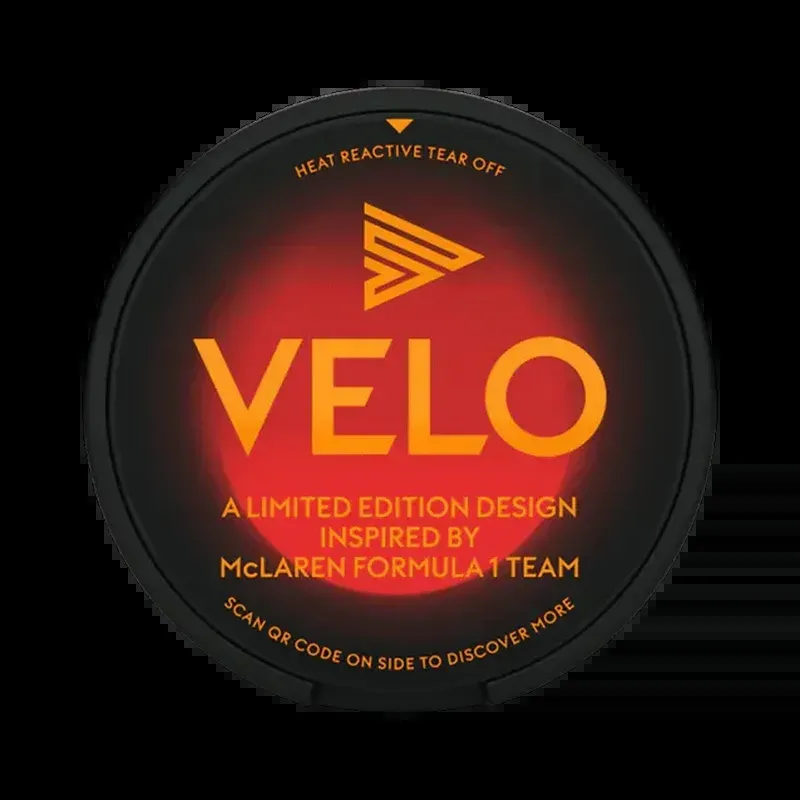 HEAT REACTIVE TEAR OFF
VELO
A LIMITED EDITION DESIGN
INSPIRED BY
McLAREN FORMULA 1 TEAM
SCAN QR CODE ON SIDE TO DISCOVER MORE